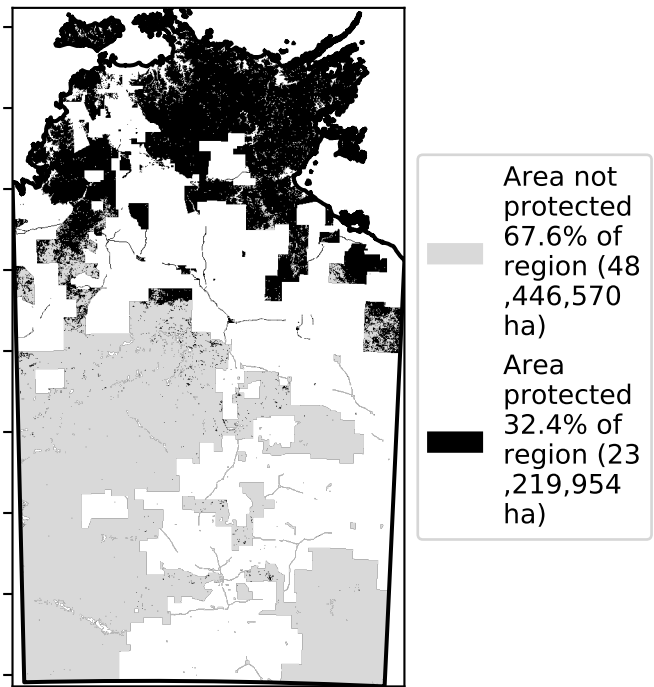 Area not
protected
67.6% of
region (48
,446,570
ha)
Area
protected
32.4% of
region (23
,219,954
ha)